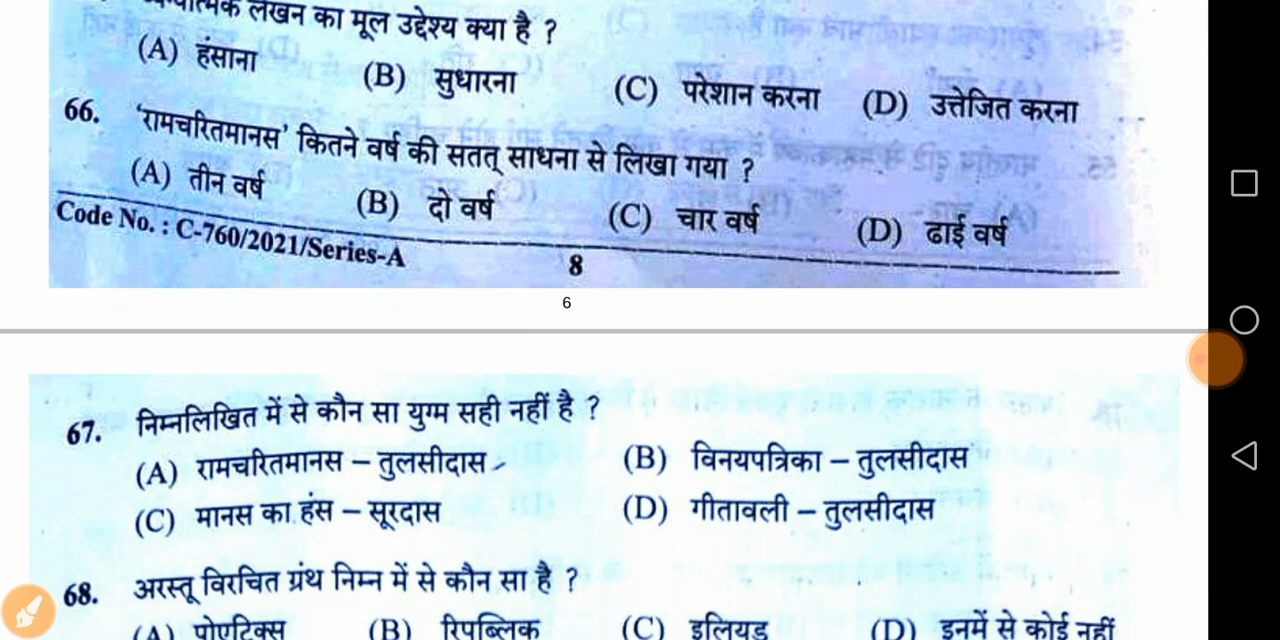 लेखन का मूल उद्देश्य क्या है ?
(A) हंसाना (B) सुधारना (C) परेशान करना (D) उत्तेजित करना
66. ‘रामचरितमानस’ कितने वर्ष की सतत् साधना से लिखा गया ?
(A) तीन वर्ष (B) दो वर्ष (C) चार वर्ष (D) ढाई वर्ष
Code No. : C-760/2021/Series-A 8
6
67. निम्नलिखित में से कौन सा युग्म सही नहीं है ?
(A) रामचरितमानस – तुलसीदास (B) विनयपत्रिका – तुलसीदास
(C) मानस का हंस – सूरदास (D) गीतावली – तुलसीदास
68. अरस्तू विरचित ग्रंथ निम्न में से कौन सा है ?
(A) पोएटिक्स (B) रिपब्लिक (C) इलियड (D) इनमें से कोई नहीं